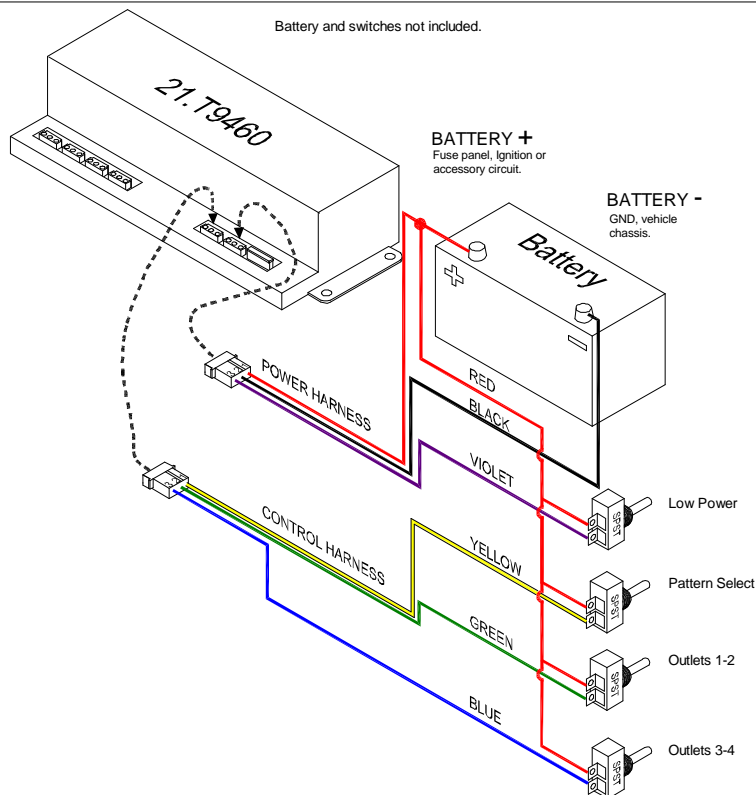 Battery and switches not included.
21.T9460
BATTERY +
Fuse panel, Ignition or
accessory circuit.
BATTERY -
GND, vehicle
chassis.
Battery
+
-
POWER HARNESS
RED
BLACK
VIOLET
Low Power
SPST
CONTROL HARNESS
YELLOW
Pattern Select
SPST
GREEN
Outlets 1-2
SPST
BLUE
Outlets 3-4
SPST